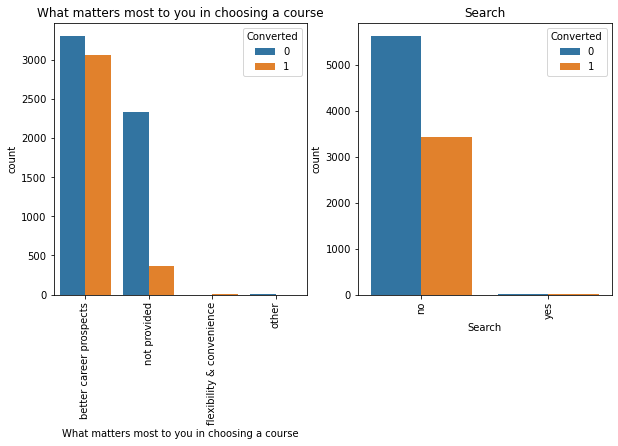 What matters most to you in choosing a course
Converted
0
1
3000
2500
2000
1500
1000
500
0
count
better career prospects
not provided
flexibility & convenience
other
What matters most to you in choosing a course
Search
Converted
0
1
5000
4000
3000
2000
1000
0
count
no
yes
Search